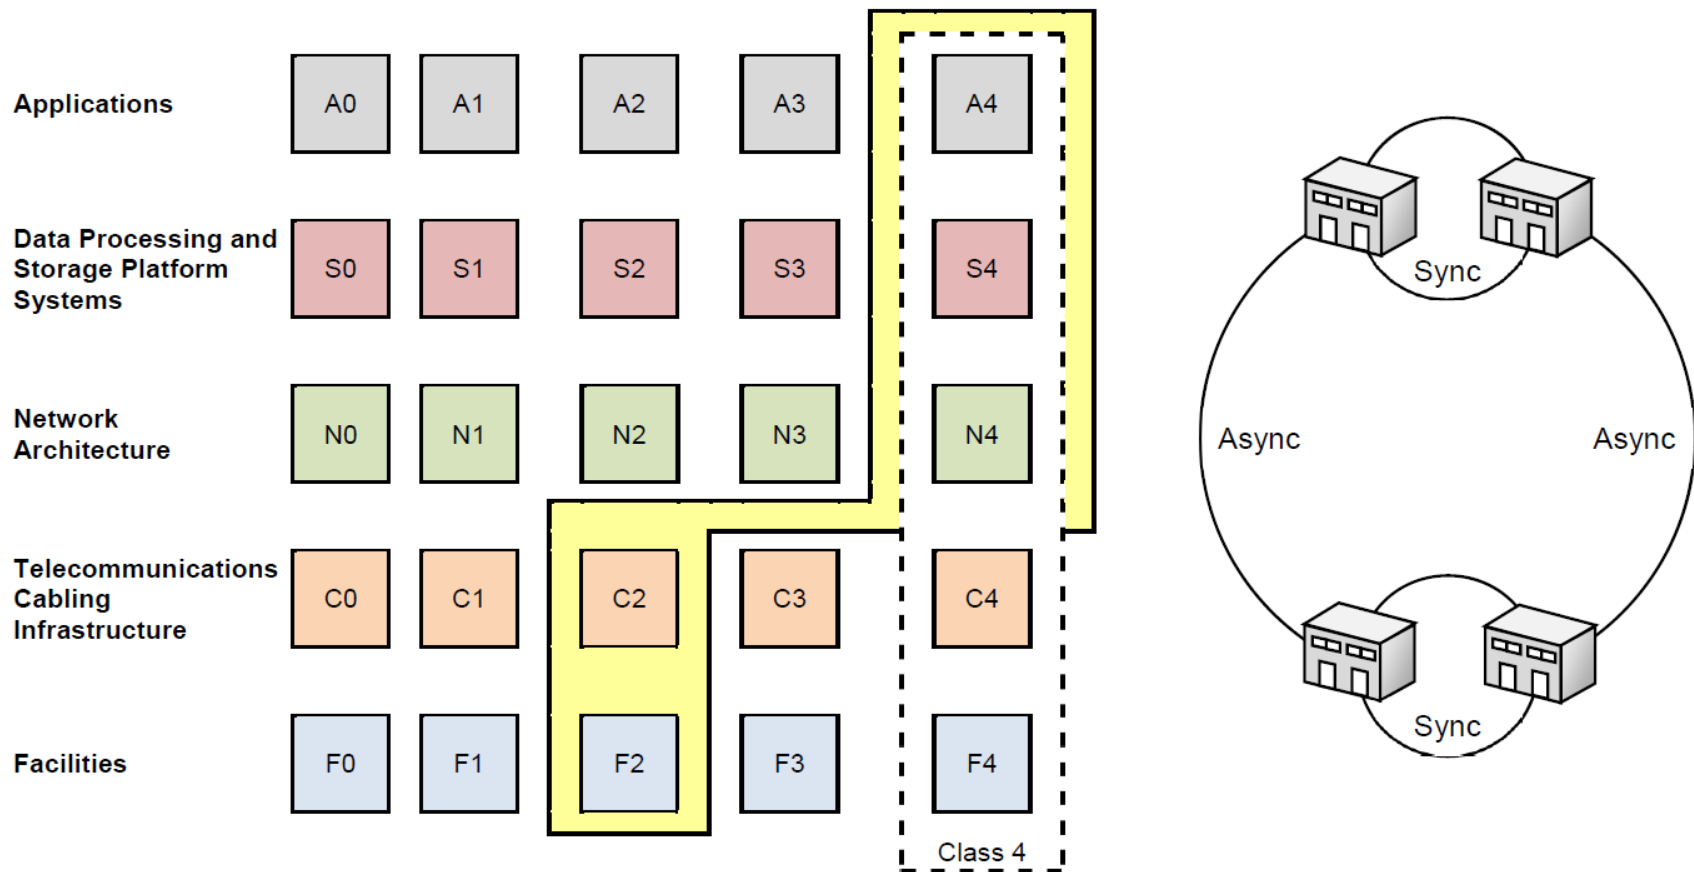 Applications
A0 A1 A2 A3 A4
Data Processing and
Storage Platform
Systems
S0 S1 S2 S3 S4
Network
Architecture
N0 N1 N2 N3 N4
Telecommunications
Cabling
Infrastructure
C0 C1 C2 C3 C4
Facilities
F0 F1 F2 F3 F4
Class 4
Sync
Async Async
Sync